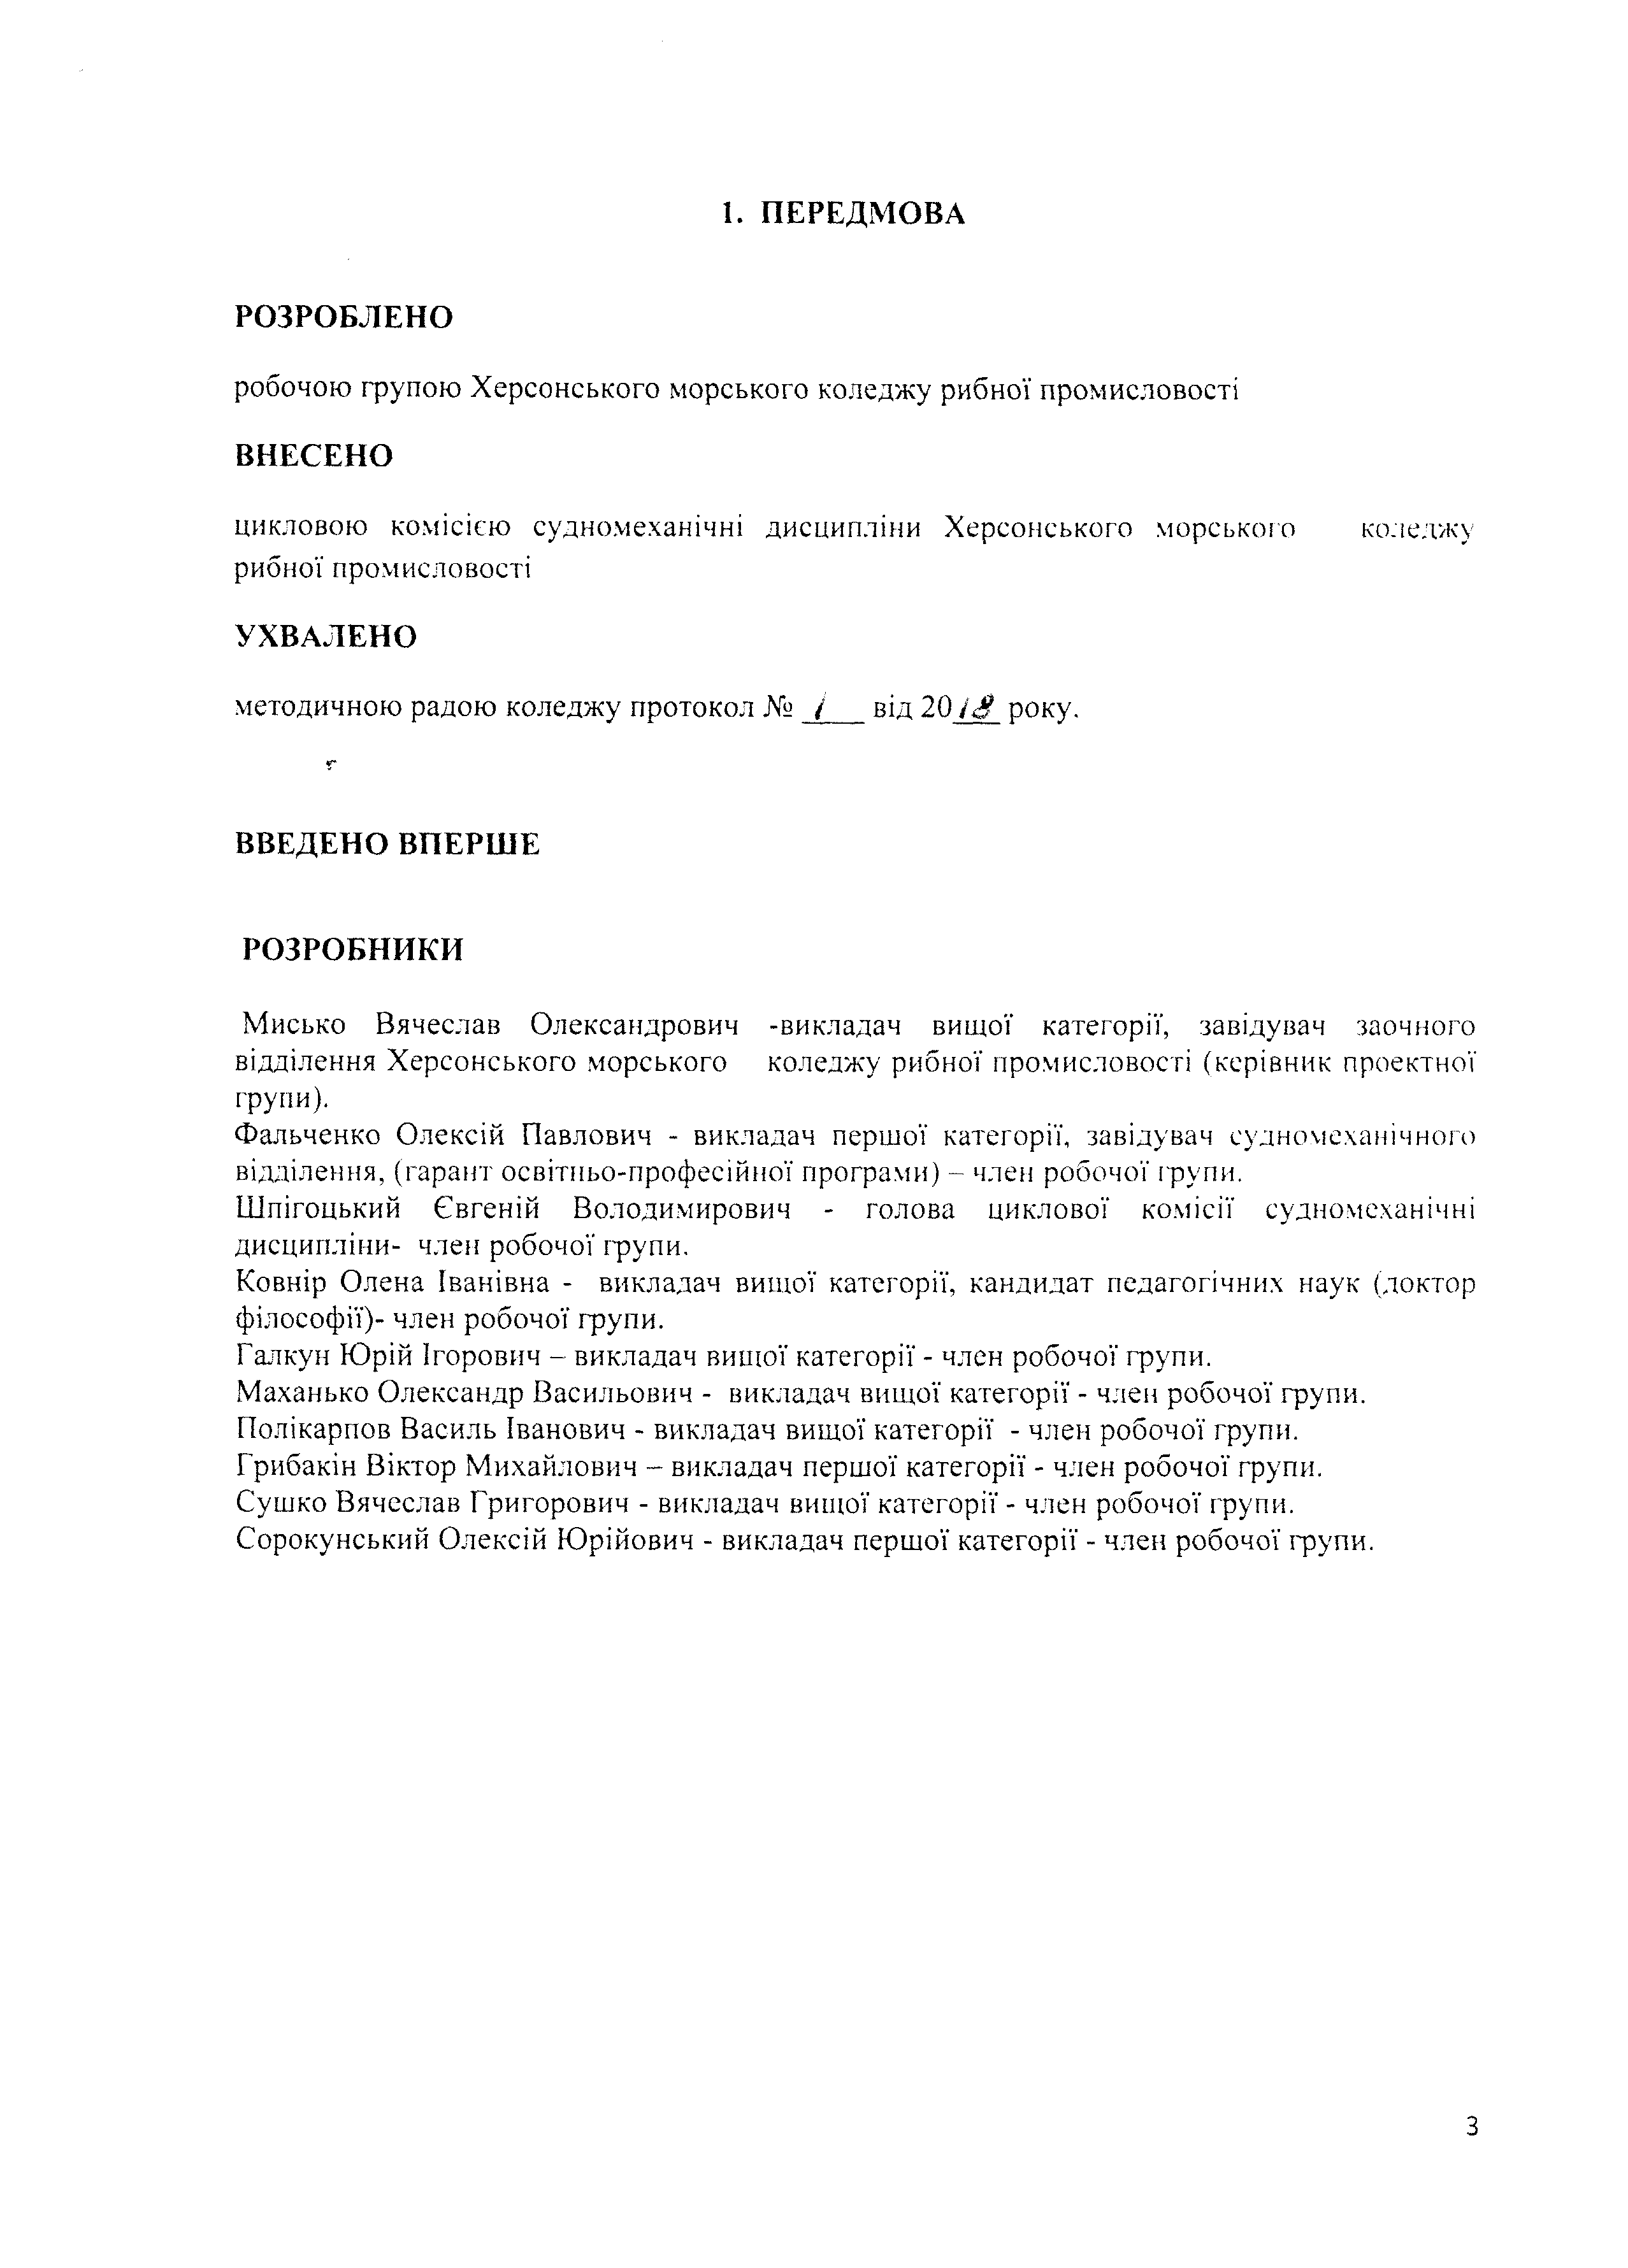 1. ПЕРЕДМОВА
РОЗРОБЛЕНО
робочою групою Херсонського морського коледжу рибної промисловості
ВНЕСЕНО
цикловою комісією судномеханічні дисципліни Херсонського морського коледжу
рибної промисловості
УХВАЛЕНО
методичною радою коледжу протокол № 1 від 2018 року.
ВВЕДЕНО ВПЕРШЕ
РОЗРОБНИКИ
Мисько Вячеслав Олександрович -викладач вищої категорії, завідувач заочного
відділення Херсонського морського коледжу рибної промисловості (керівник проектної
групи).
Фальченко Олексій Павлович - викладач першої категорії, завідувач судномеханічного
відділення, (гарант освітньо-професійної програми) – член робочої групи.
Шпігоцький Євгеній Володимирович - голова циклової комісії судномеханічні
дисципліни- член робочої групи.
Ковнір Олена Іванівна - викладач вищої категорії, кандидат педагогічних наук (доктор
філософії)- член робочої групи.
Галкун Юрій Ігорович – викладач вищої категорії - член робочої групи.
Маханько Олександр Васильович - викладач вищої категорії - член робочої групи.
Полікарпов Василь Іванович - викладач вищої категорії - член робочої групи.
Грибакін Віктор Михайлович – викладач першої категорії - член робочої групи.
Сушко Вячеслав Григорович - викладач вищої категорії - член робочої групи.
Сорокунський Олексій Юрійович - викладач першої категорії - член робочої групи.
3